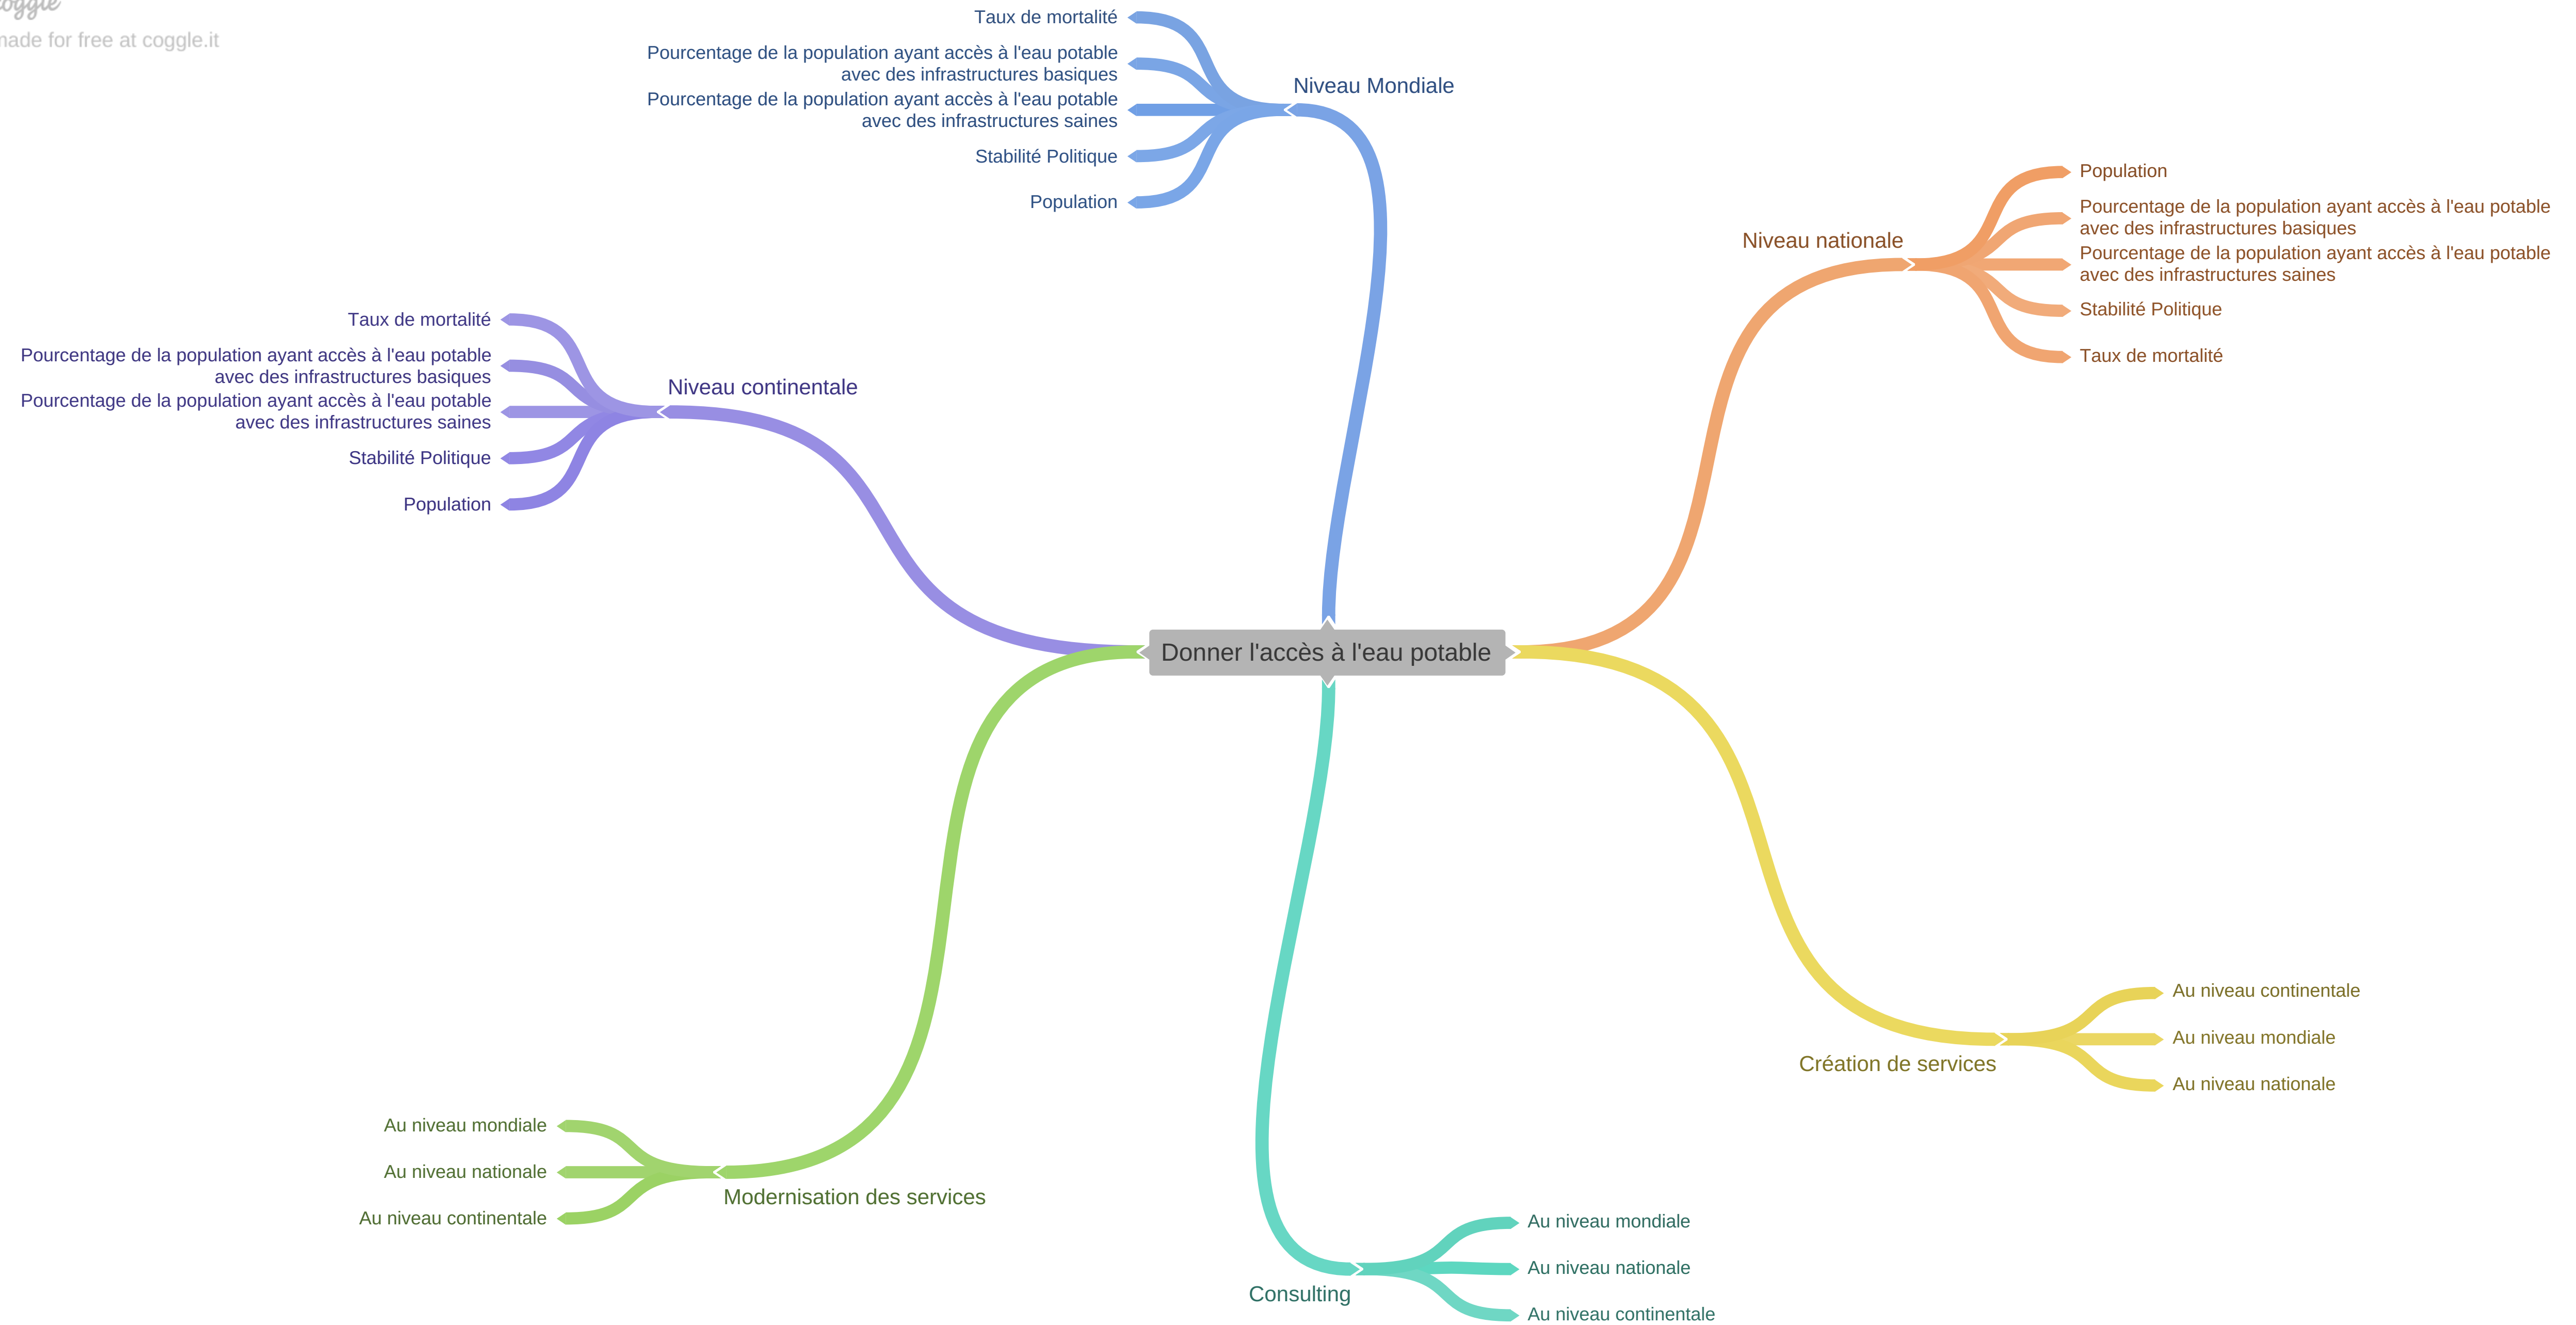 coggle
made for free at coggle.it
Taux de mortalité
Pourcentage de la population ayant accès à l'eau potable
avec des infrastructures basiques
Pourcentage de la population ayant accès à l'eau potable
avec des infrastructures saines
Stabilité Politique
Population
Niveau Mondiale
Niveau nationale
Population
Pourcentage de la population ayant accès à l'eau potable
avec des infrastructures basiques
Pourcentage de la population ayant accès à l'eau potable
avec des infrastructures saines
Stabilité Politique
Taux de mortalité
Taux de mortalité
Pourcentage de la population ayant accès à l'eau potable
avec des infrastructures basiques
Pourcentage de la population ayant accès à l'eau potable
avec des infrastructures saines
Stabilité Politique
Population
Niveau continentale
Donner l'accès à l'eau potable
Création de services
Au niveau continentale
Au niveau mondiale
Au niveau nationale
Au niveau mondiale
Au niveau nationale
Au niveau continentale
Modernisation des services
Consulting
Au niveau mondiale
Au niveau nationale
Au niveau continentale